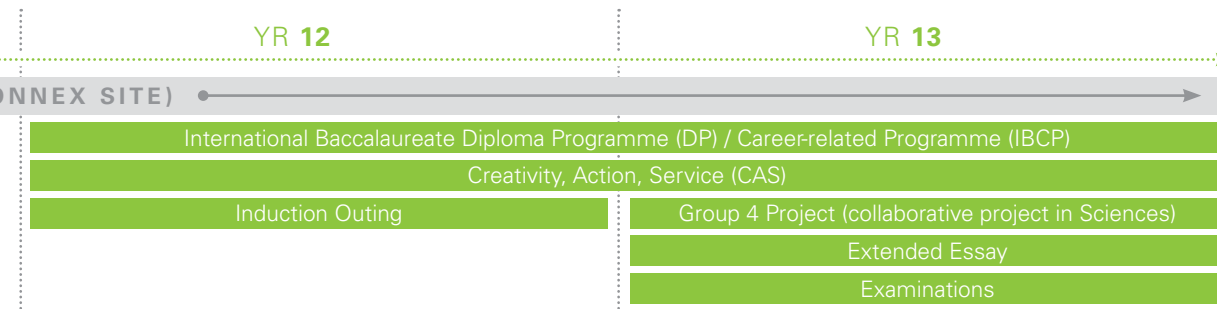 YR 12
YR 13
ONNEX SITE)
International Baccalaureate Diploma Programme (DP) / Career-related Programme (IBCP)
Creativity, Action, Service (CAS)
Induction Outing
Group 4 Project (collaborative project in Sciences)
Extended Essay
Examinations